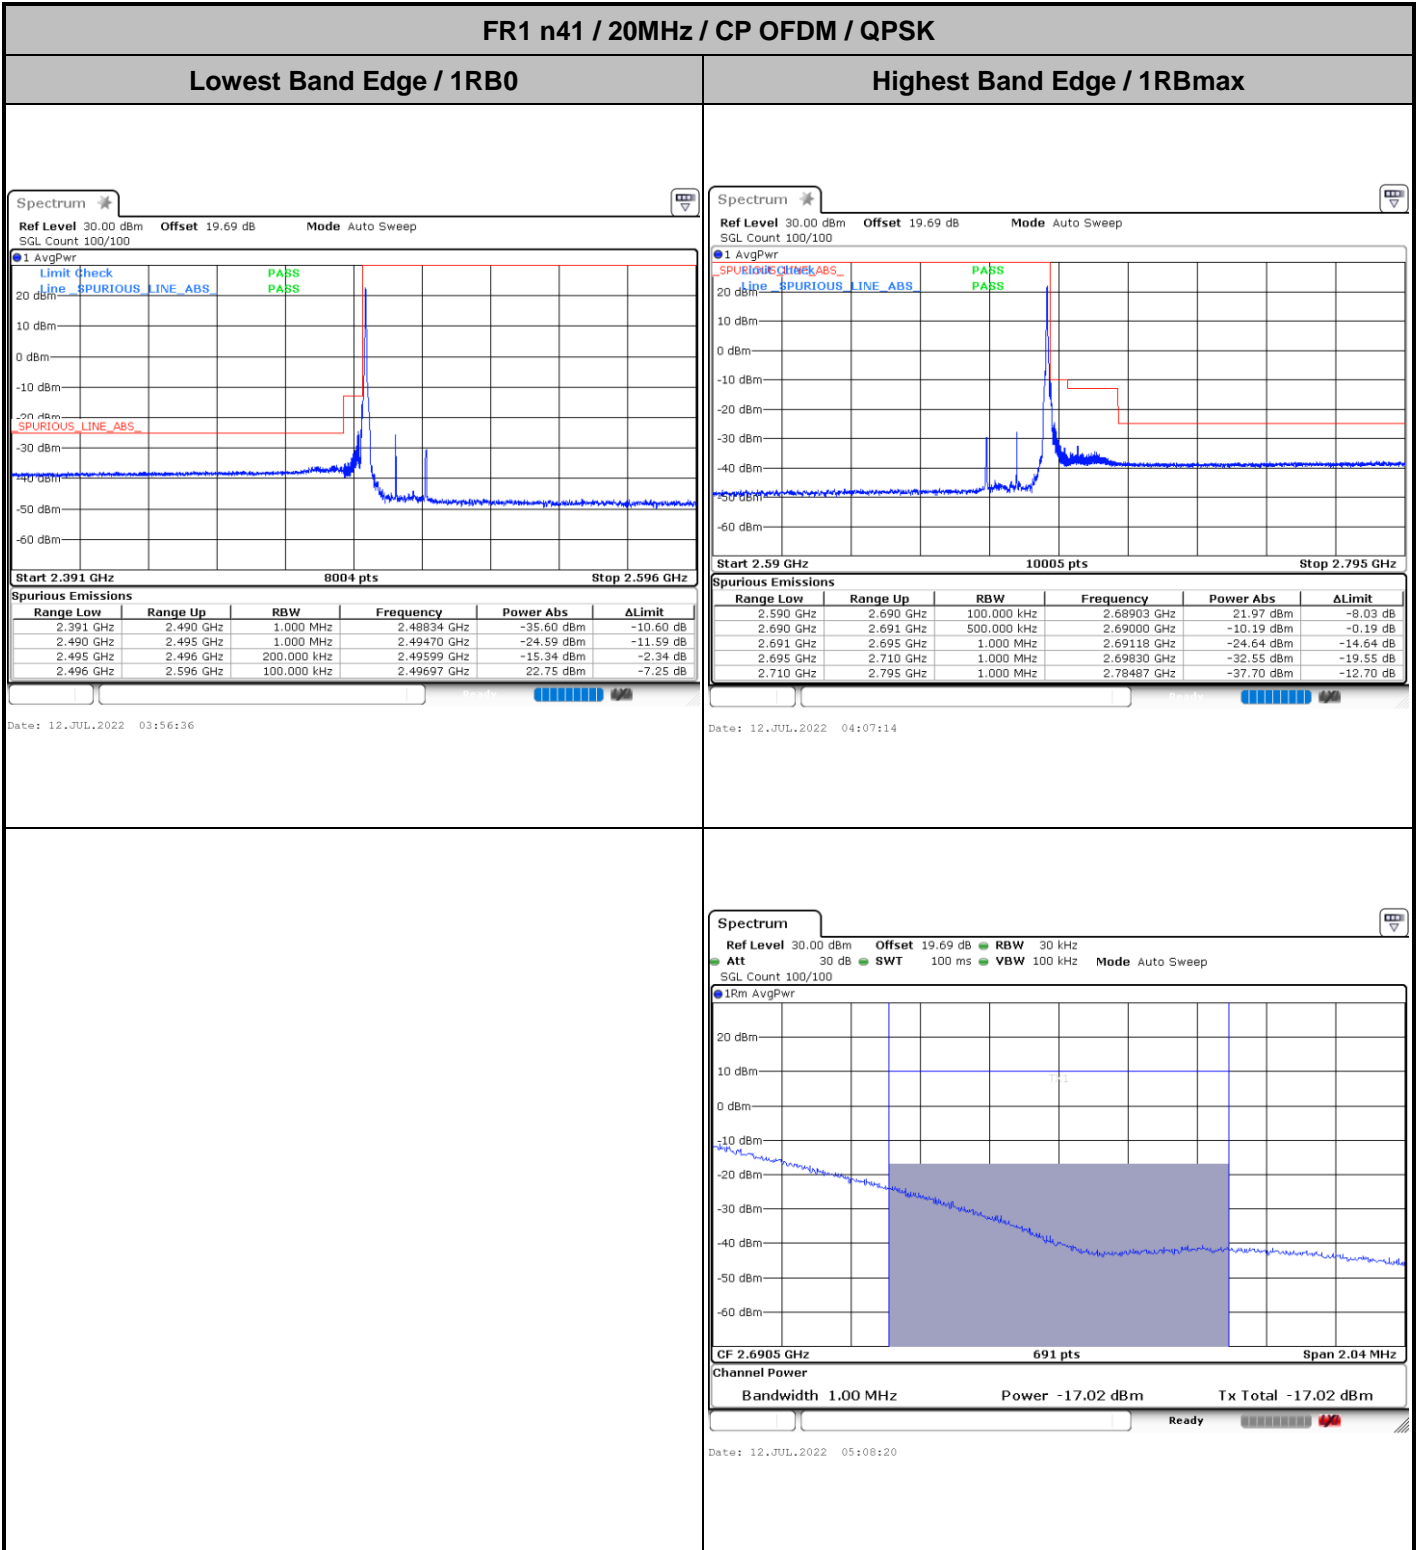 FR1 n41 / 20MHz / CP OFDM / QPSK
Lowest Band Edge / 1RB0
Highest Band Edge / 1RBmax
Spectrum
Ref Level 30.00 dBm Offset 19.69 dB Mode Auto Sweep
SGL Count 100/100
1 AvgPwr
Limit Check PASS
Line _SPURIOUS_LINE_ABS_ PASS
20 dBm
10 dBm
0 dBm
-10 dBm
-20 dBm
_SPURIOUS_LINE_ABS_
-30 dBm
-40 dBm
-50 dBm
-60 dBm
Start 2.391 GHz 8004 pts Stop 2.596 GHz
Spurious Emissions
Range Low Range Up RBW Frequency Power Abs ΔLimit
2.391 GHz 2.490 GHz 1.000 MHz 2.48834 GHz -35.60 dBm -10.60 dB
2.490 GHz 2.495 GHz 1.000 MHz 2.49470 GHz -24.59 dBm -11.59 dB
2.495 GHz 2.496 GHz 200.000 kHz 2.49599 GHz -15.34 dBm -2.34 dB
2.496 GHz 2.596 GHz 100.000 kHz 2.49697 GHz 22.75 dBm -7.25 dB
Ready
Date: 12.JUL.2022 03:56:36
Spectrum
Ref Level 30.00 dBm Offset 19.69 dB Mode Auto Sweep
SGL Count 100/100
1 AvgPwr
_SPURIOUS_LINE_ABS_
Limit Check PASS
Line _SPURIOUS_LINE_ABS_ PASS
20 dBm
10 dBm
0 dBm
-10 dBm
-20 dBm
-30 dBm
-40 dBm
-50 dBm
-60 dBm
Start 2.59 GHz 10005 pts Stop 2.795 GHz
Spurious Emissions
Range Low Range Up RBW Frequency Power Abs ΔLimit
2.590 GHz 2.690 GHz 100.000 kHz 2.68903 GHz 21.97 dBm -8.03 dB
2.690 GHz 2.691 GHz 500.000 kHz 2.69000 GHz -10.19 dBm -0.19 dB
2.691 GHz 2.695 GHz 1.000 MHz 2.69118 GHz -24.64 dBm -14.64 dB
2.695 GHz 2.710 GHz 1.000 MHz 2.69830 GHz -32.55 dBm -19.55 dB
2.710 GHz 2.795 GHz 1.000 MHz 2.78487 GHz -37.70 dBm -12.70 dB
Ready
Date: 12.JUL.2022 04:07:14
Spectrum
Ref Level 30.00 dBm Offset 19.69 dB RBW 30 kHz
Att 30 dB SWT 100 ms VBW 100 kHz Mode Auto Sweep
SGL Count 100/100
1Rm AvgPwr
20 dBm
10 dBm
Tx1
0 dBm
-10 dBm
-20 dBm
-30 dBm
-40 dBm
-50 dBm
-60 dBm
CF 2.6905 GHz 691 pts Span 2.04 MHz
Channel Power
Bandwidth 1.00 MHz Power -17.02 dBm Tx Total -17.02 dBm
Ready
Date: 12.JUL.2022 05:08:20